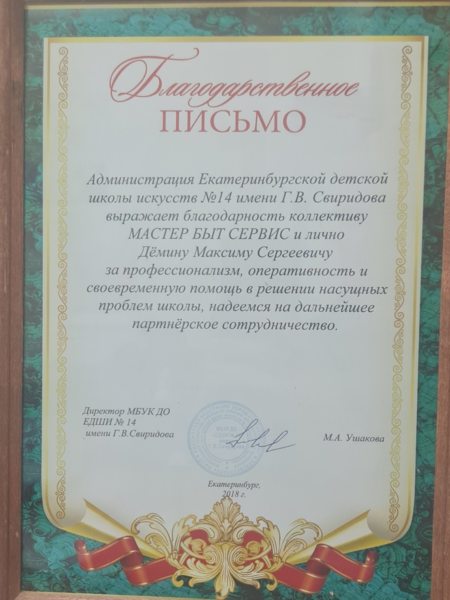 Благодарственное
ПИСЬМО
Администрация Екатеринбургской детской
школы искусств №14 имени Г.В. Свиридова
выражает благодарность коллективу
МАСТЕР БЫТ СЕРВИС и лично
Дёмину Максиму Сергеевичу
за профессионализм, оперативность и
своевременную помощь в решении насущных
проблем школы, надеемся на дальнейшее
партнёрское сотрудничество.
Директор МБУК ДО
ЕДШИ № 14
имени Г.В.Свиридова
М.А. Ушакова
Екатеринбург,
2018 г.